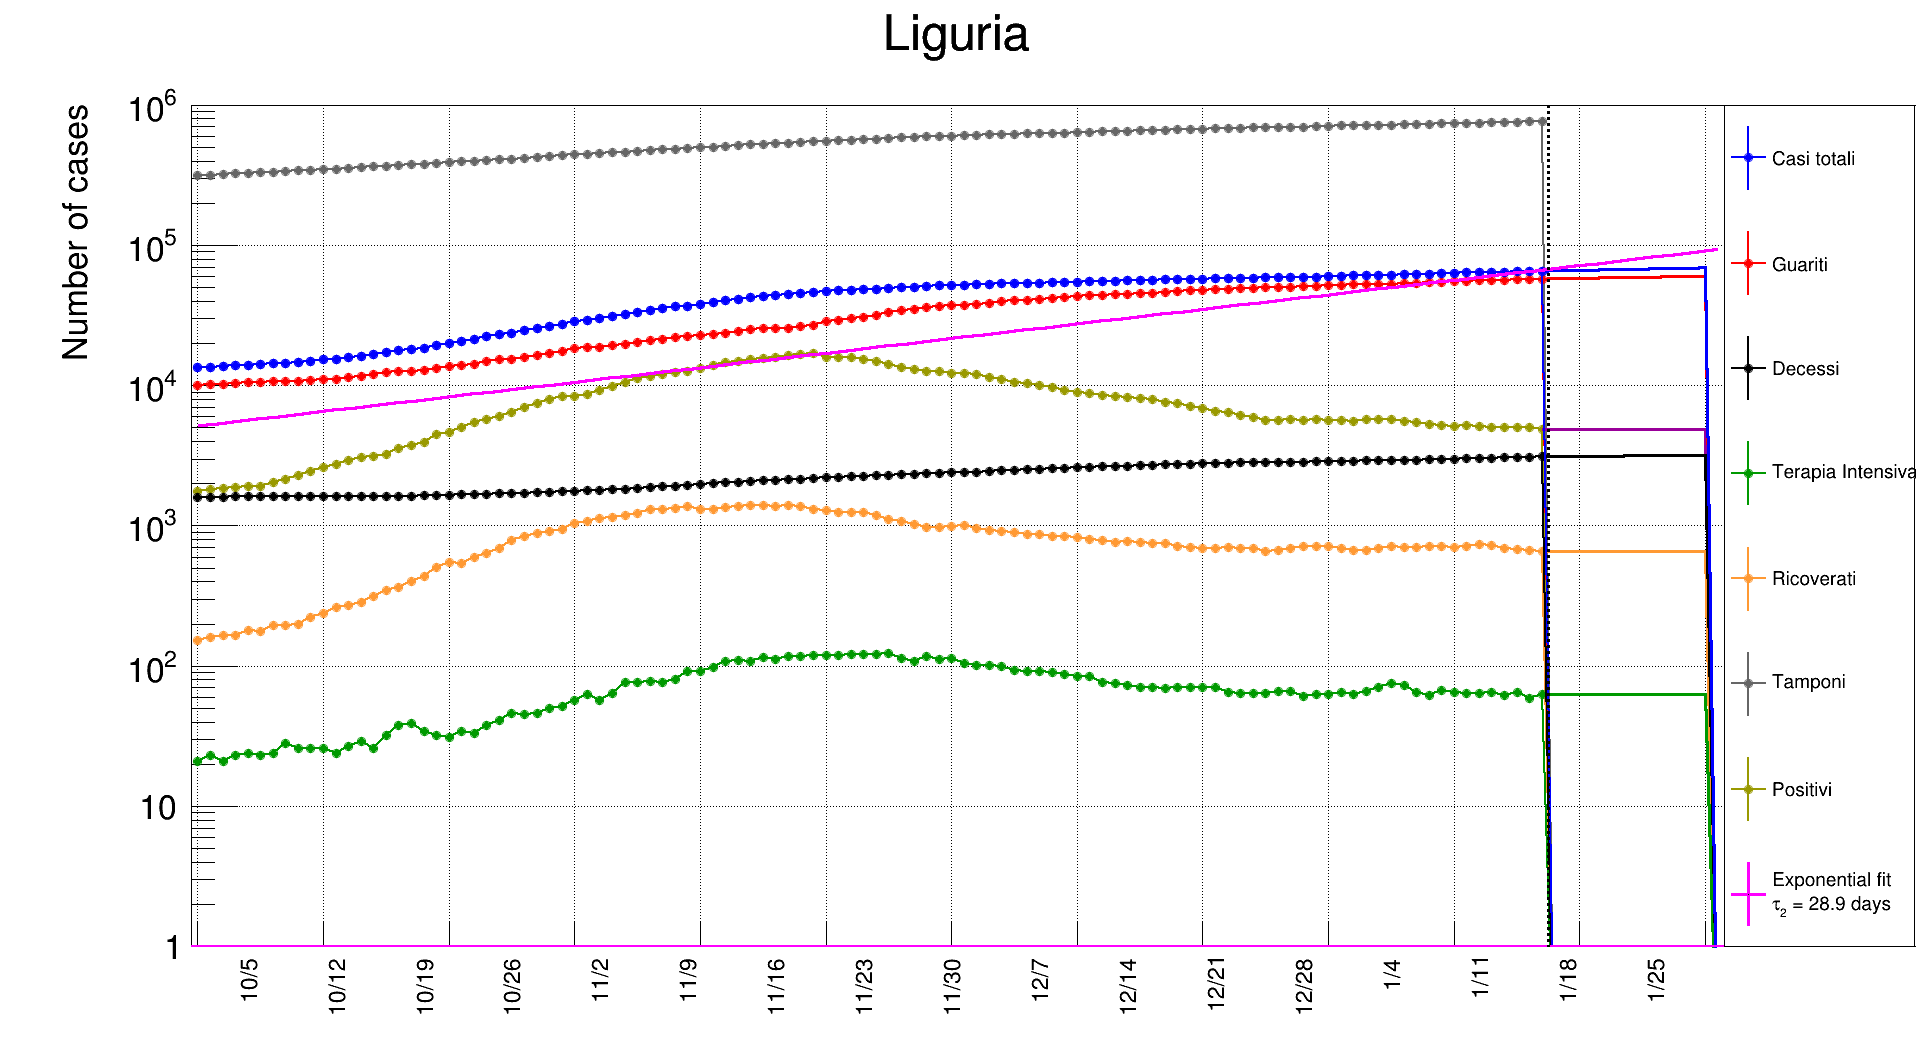 Liguria
Number of cases
10^6
10^5
10^4
10^3
10^2
10
1
10/5
10/12
10/19
10/26
11/2
11/9
11/16
11/23
11/30
12/7
12/14
12/21
12/28
1/4
1/11
1/18
1/25
Casi totali
Guariti
Decessi
Terapia Intensiva
Ricoverati
Tamponi
Positivi
Exponential fit
τ₂ = 28.9 days